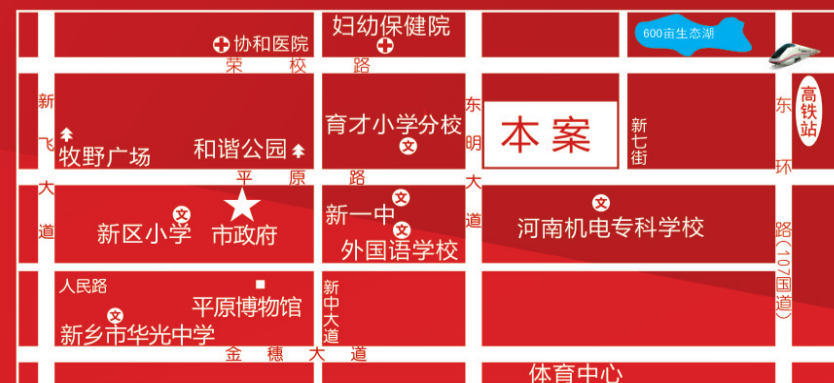 妇幼保健院
协和医院
600亩生态湖
荣校路
新飞大道
东明大道
东环路(107国道)
高铁站
育才小学分校
本案
新七街
和谐公园
牧野广场
平原路
新一中
新区小学
市政府
河南机电专科学校
外国语学校
人民路
平原博物馆
新中大道
新乡市华光中学
金穗大道
体育中心